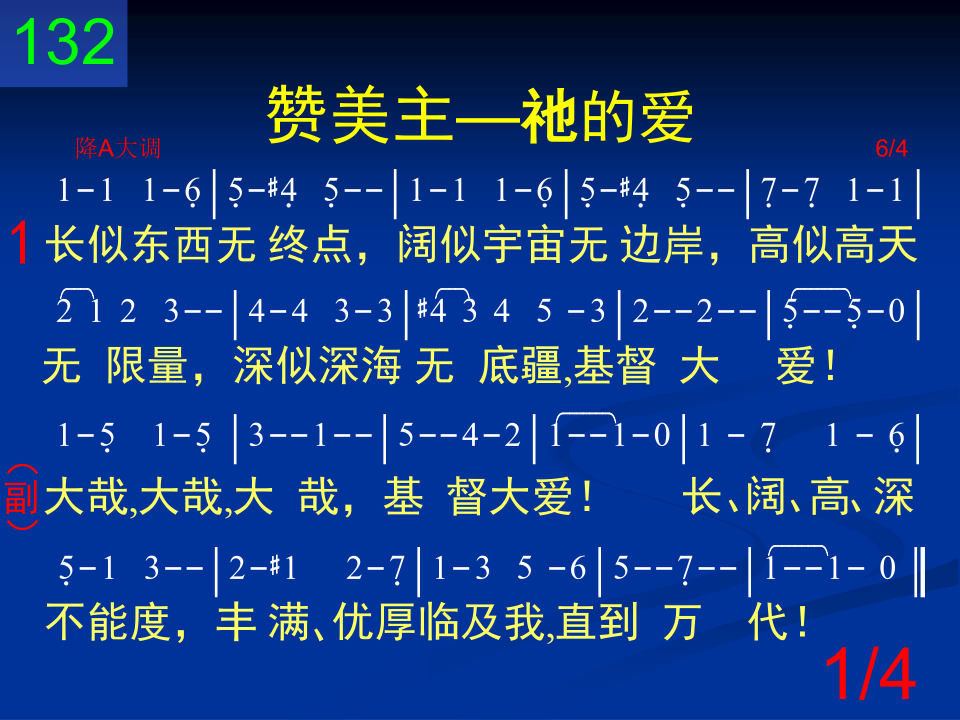 132
赞美主—祂的爱
降A大调 6/4
1-1 1-6̣|5̣-#4̣ 5̣--|1-1 1-6̣|5̣-#4̣ 5̣--|7̣-7̣ 1-1|
1 长似东西无 终点，阔似宇宙无 边岸，高似高天
2 1 2 3--|4-4 3-3|#4 3 4 5 -3|2--2--|5̣--5̣-0|
无 限量，深似深海 无 底疆,基督 大 爱！
1-5̣ 1-5̣ |3--1--|5--4-2|1--1-0|1 - 7̣ 1 - 6̣|
（副） 大哉,大哉,大 哉，基 督大爱！ 长、阔、高、深
5̣-1 3--|2-#1 2-7̣|1-3 5 -6|5--7̣--|1--1- 0‖
不能度，丰 满、优厚临及我,直到 万 代！
1/4